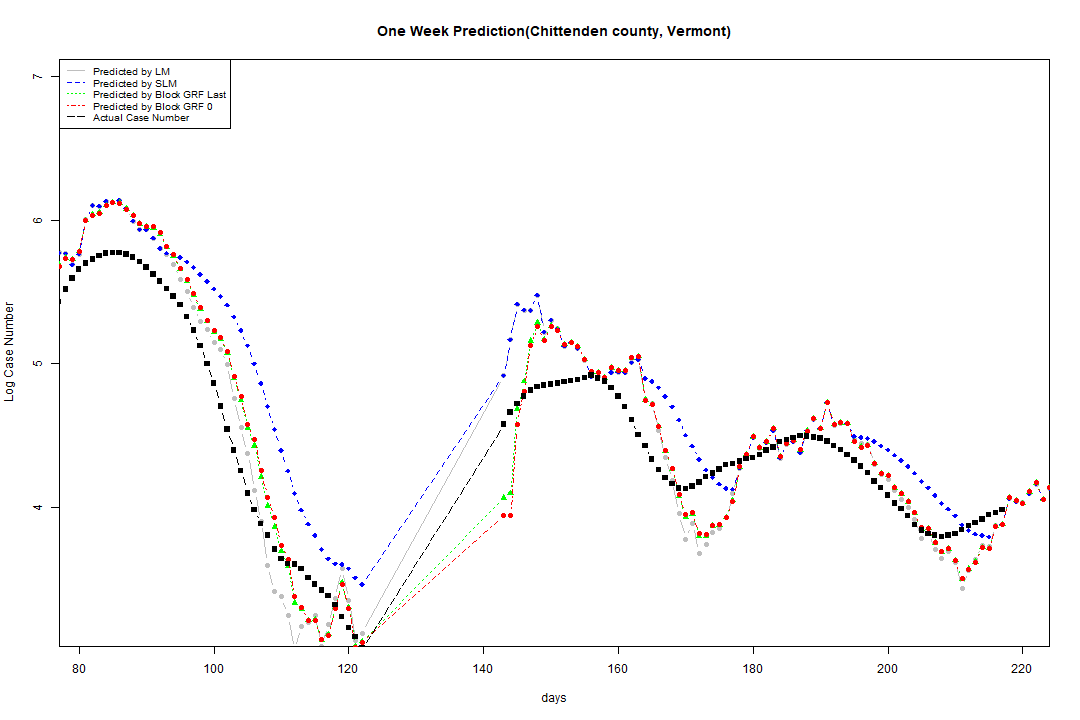 One Week Prediction(Chittenden county, Vermont)
Predicted by LM
Predicted by SLM
Predicted by Block GRF Last
Predicted by Block GRF 0
Actual Case Number
7
6
5
4
Log Case Number
80 100 120 140 160 180 200 220
days